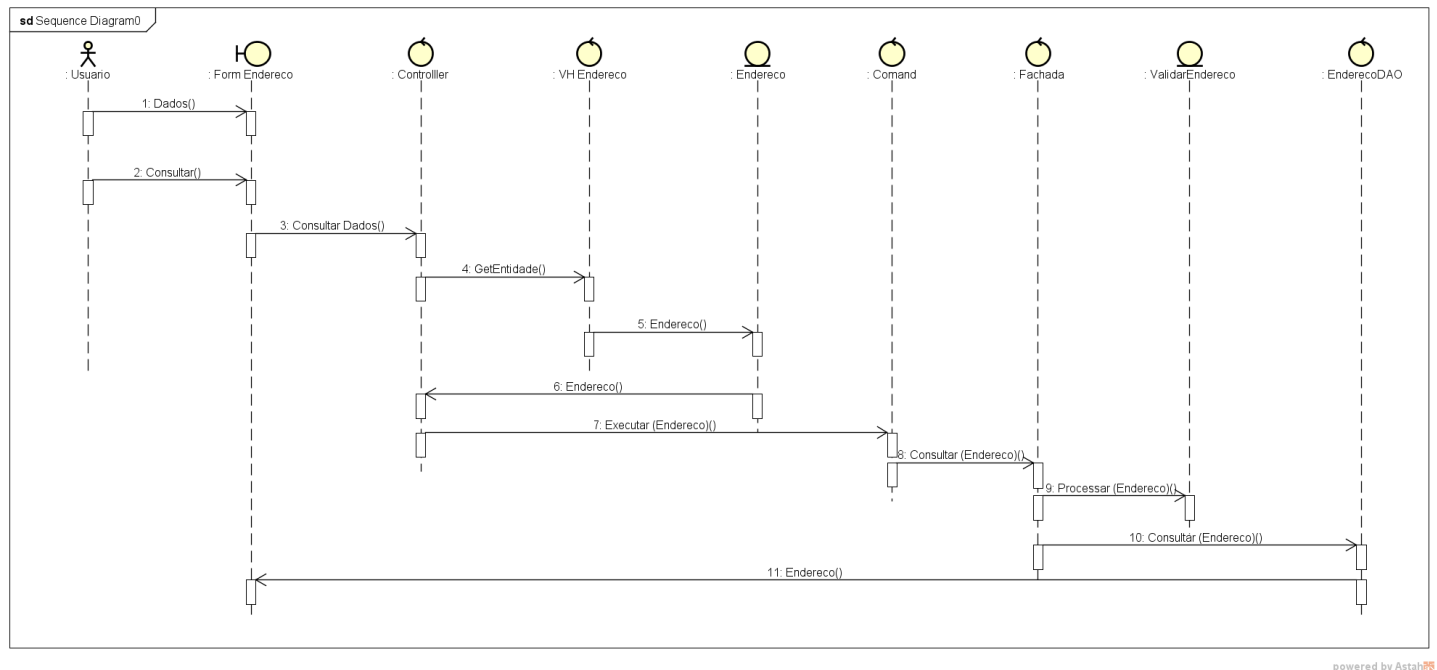 sd Sequence Diagram0
: Usuario
: Form Endereco
: Controlller
: VH Endereco
: Endereco
: Comand
: Fachada
: ValidarEndereco
: EnderecoDAO
1: Dados()
2: Consultar()
3: Consultar Dados()
4: GetEntidade()
5: Endereco()
6: Endereco()
7: Executar (Endereco)()
8: Consultar (Endereco)()
9: Processar (Endereco)()
10: Consultar (Endereco)()
11: Endereco()
powered by Astah